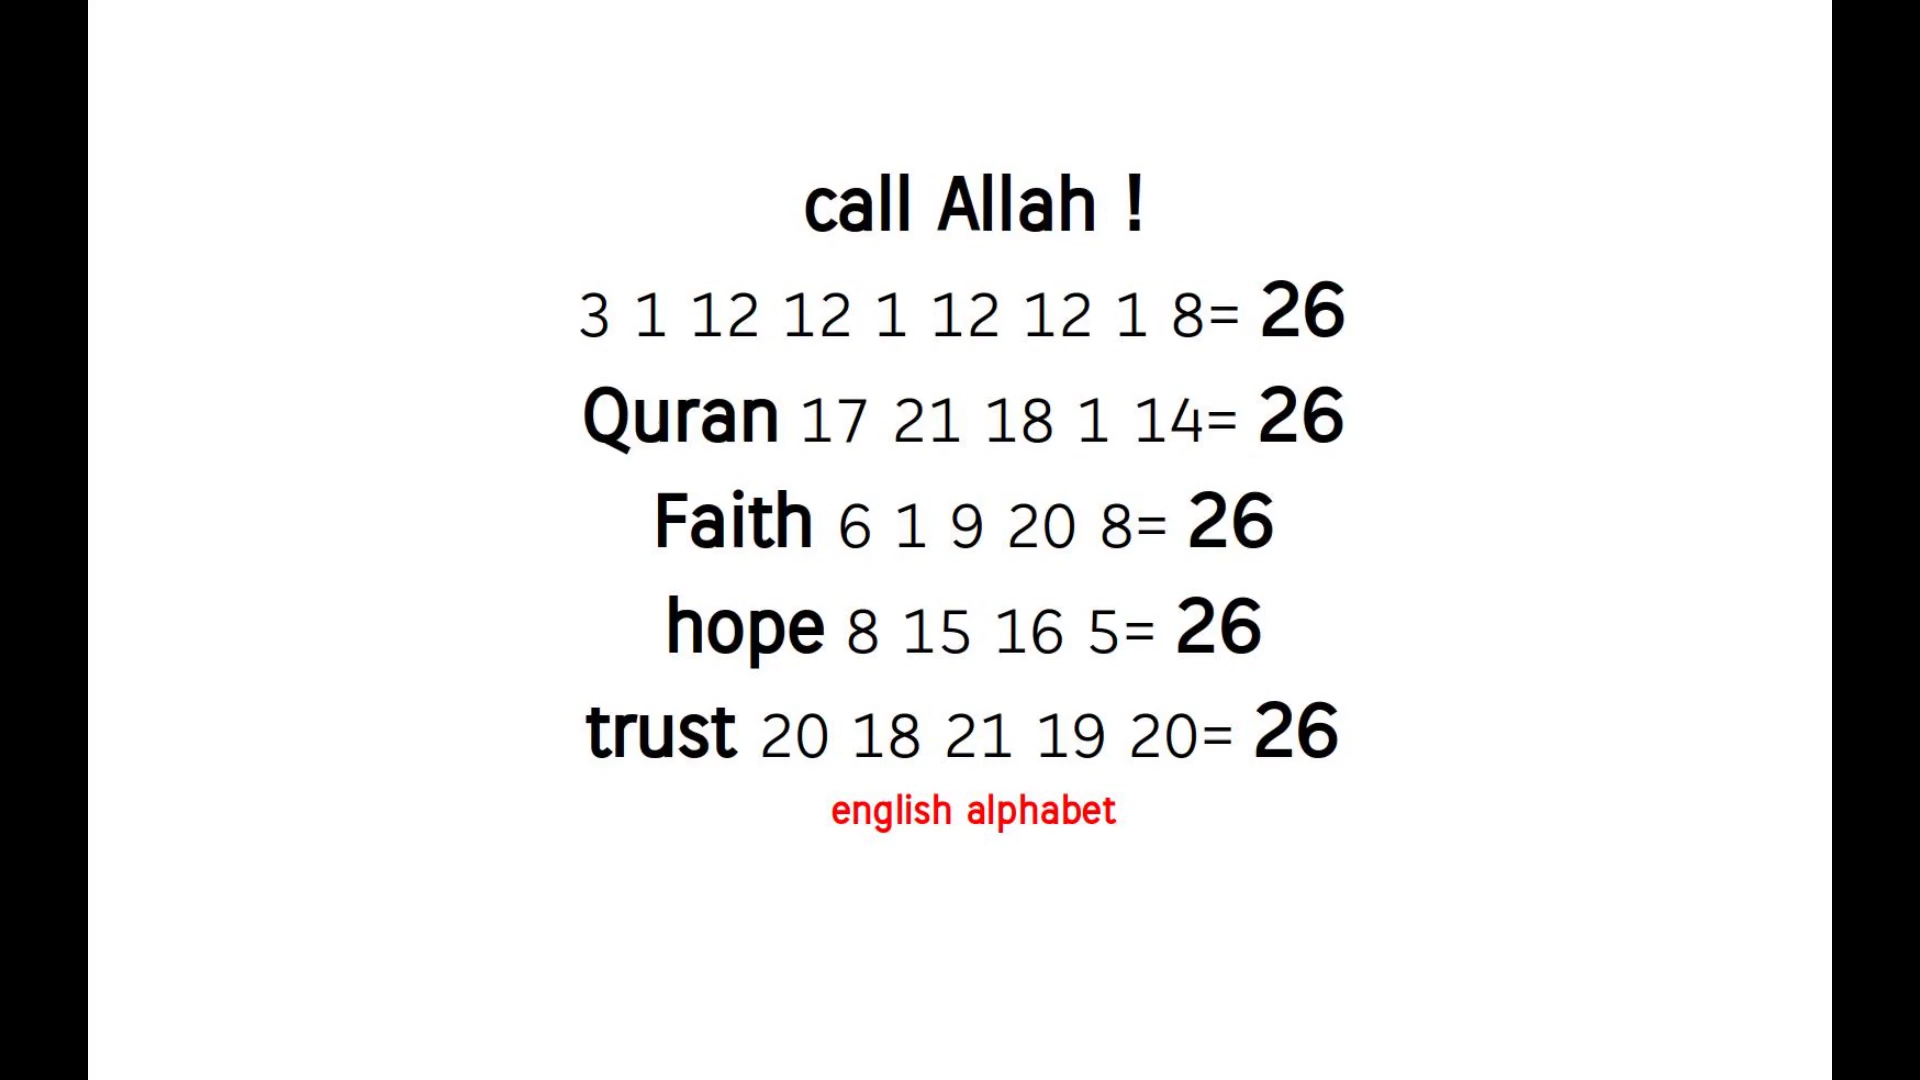 call Allah !
3 1 12 12 1 12 12 1 8= 26
Quran 17 21 18 1 14= 26
Faith 6 1 9 20 8= 26
hope 8 15 16 5= 26
trust 20 18 21 19 20= 26
english alphabet